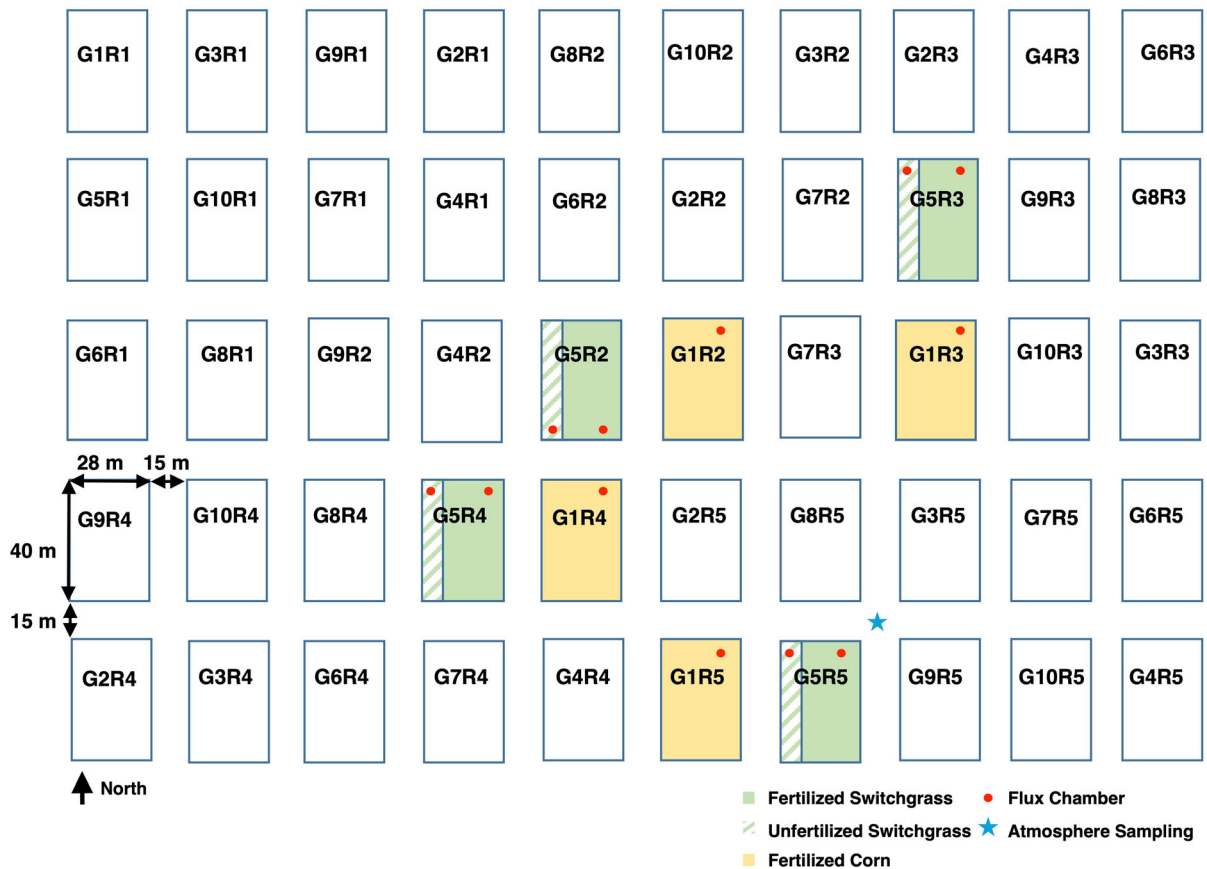 G1R1 G3R1 G9R1 G2R1 G8R2 G10R2 G3R2 G2R3 G4R3 G6R3
G5R1 G10R1 G7R1 G4R1 G6R2 G2R2 G7R2 G5R3 G9R3 G8R3
G6R1 G8R1 G9R2 G4R2 G5R2 G1R2 G7R3 G1R3 G10R3 G3R3
28 m 15 m
G9R4 G10R4 G8R4 G5R4 G1R4 G2R5 G8R5 G3R5 G7R5 G6R5
40 m
15 m
G2R4 G3R4 G6R4 G7R4 G4R4 G1R5 G5R5 G9R5 G10R5 G4R5
North
Fertilized Switchgrass Flux Chamber
Unfertilized Switchgrass Atmosphere Sampling
Fertilized Corn